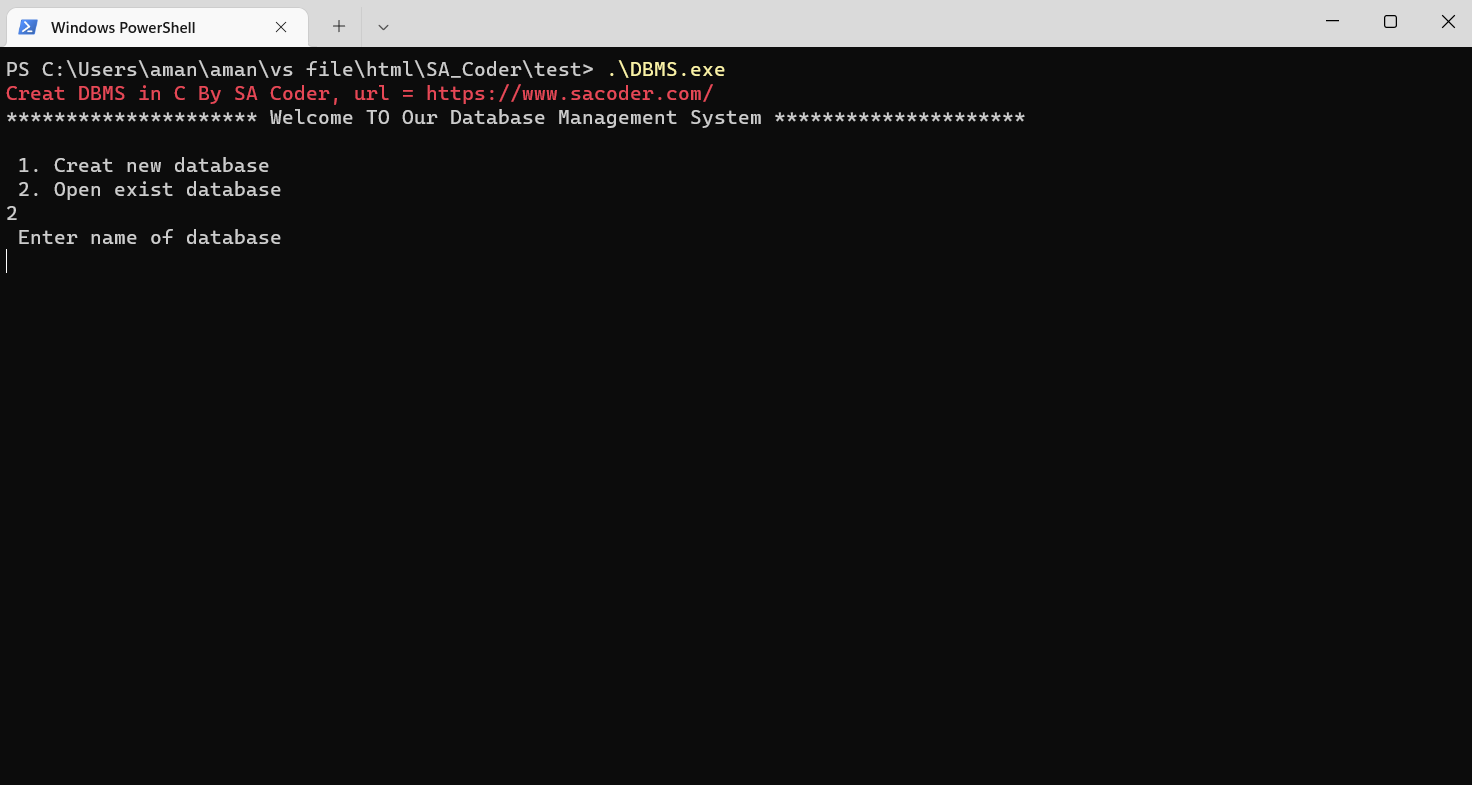 Windows PowerShell
PS C:\Users\aman\aman\vs file\html\SA_Coder\test> .\DBMS.exe
Creat DBMS in C By SA Coder, url = https://www.sacoder.com/
********************* Welcome TO Our Database Management System *********************
1. Creat new database
2. Open exist database
2
Enter name of database